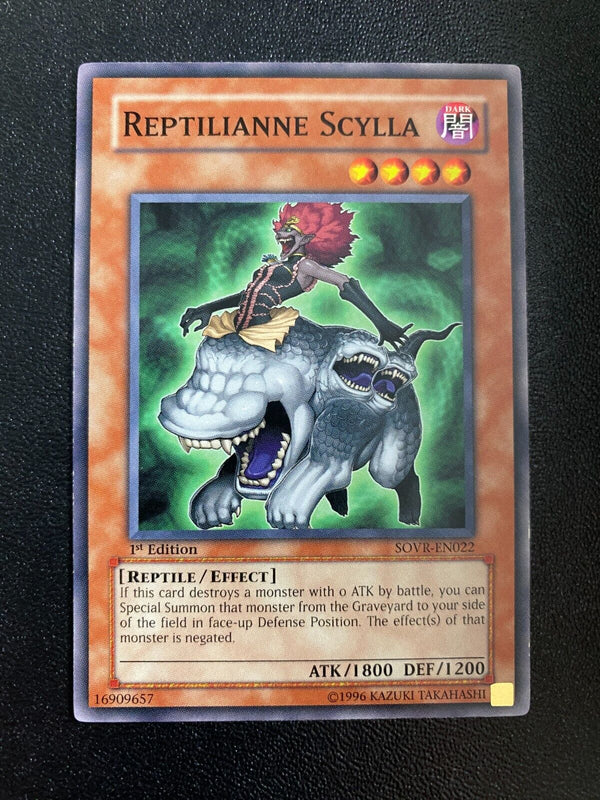 REPTILIANNE SCYLLA
DARK
闇
1st Edition
SOVR-EN022
[REPTILE/EFFECT]
If this card destroys a monster with 0 ATK by battle, you can
Special Summon that monster from the Graveyard to your side
of the field in face-up Defense Position. The effect(s) of that
monster is negated.
ATK/1800 DEF/1200
16909657
©1996 KAZUKI TAKAHASHI